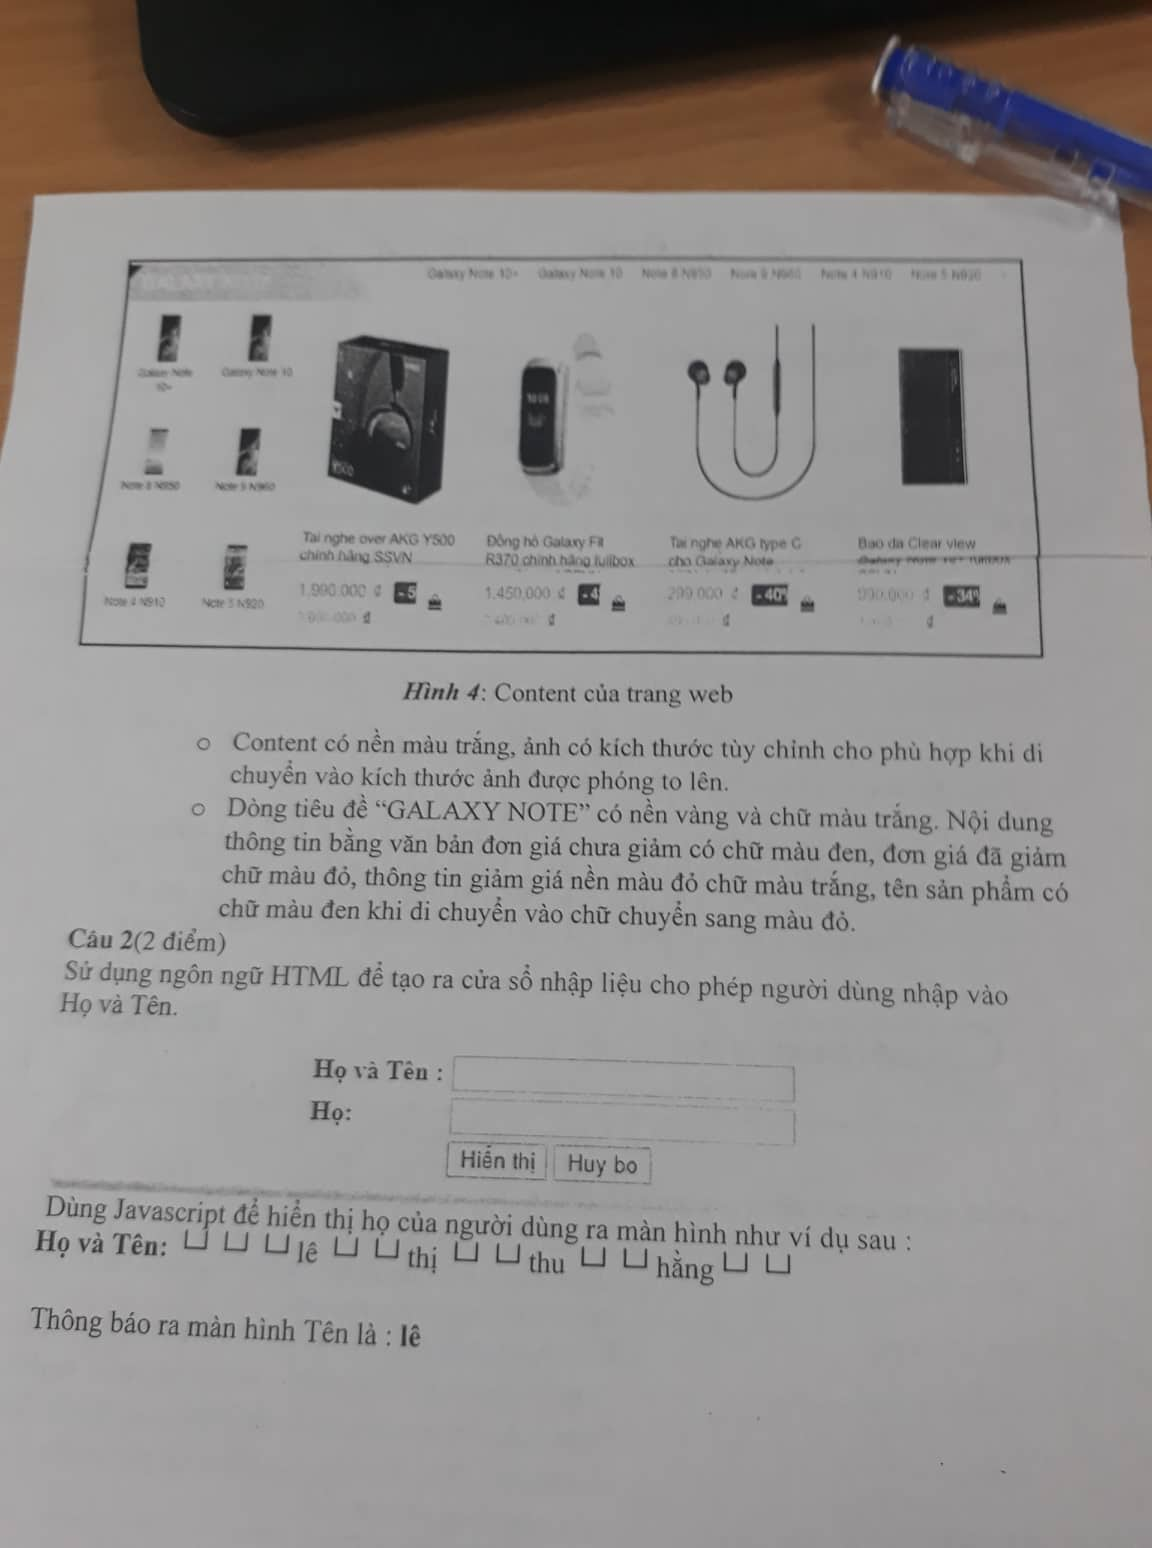 GALAXY NOTE
Galaxy Note 10+ Galaxy Note 10 Note 8 N950 Note 9 N960 Note 4 N910 Note 5 N920
Galaxy Note 10+
Galaxy Note 10
Note 8 N950
Note 9 N960
Note 4 N910
Note 5 N920
Y500
Tai nghe over AKG Y500
chính hãng SSVN
1.990.000 ₫ -5
₫
Đồng hồ Galaxy Fit
R370 chính hãng fullbox
1.450.000 ₫ -4
₫
Tai nghe AKG type C
cho Galaxy Note
299.000 ₫ -40%
₫
Bao da Clear view
Galaxy Note 10+ fullbox
990.000 ₫ -34%
₫
Hình 4: Content của trang web
○ Content có nền màu trắng, ảnh có kích thước tùy chỉnh cho phù hợp khi di
chuyển vào kích thước ảnh được phóng to lên.
○ Dòng tiêu đề “GALAXY NOTE” có nền vàng và chữ màu trắng. Nội dung
thông tin bằng văn bản đơn giá chưa giảm có chữ màu đen, đơn giá đã giảm
chữ màu đỏ, thông tin giảm giá nền màu đỏ chữ màu trắng, tên sản phẩm có
chữ màu đen khi di chuyển vào chữ chuyển sang màu đỏ.
Câu 2(2 điểm)
Sử dụng ngôn ngữ HTML để tạo ra cửa sổ nhập liệu cho phép người dùng nhập vào
Họ và Tên.
Họ và Tên :
Họ:
Hiển thị Huy bo
Dùng Javascript để hiển thị họ của người dùng ra màn hình như ví dụ sau :
Họ và Tên: ⊔ ⊔ ⊔ lê ⊔ ⊔ thị ⊔ ⊔ thu ⊔ ⊔ hằng ⊔ ⊔
Thông báo ra màn hình Tên là : lê